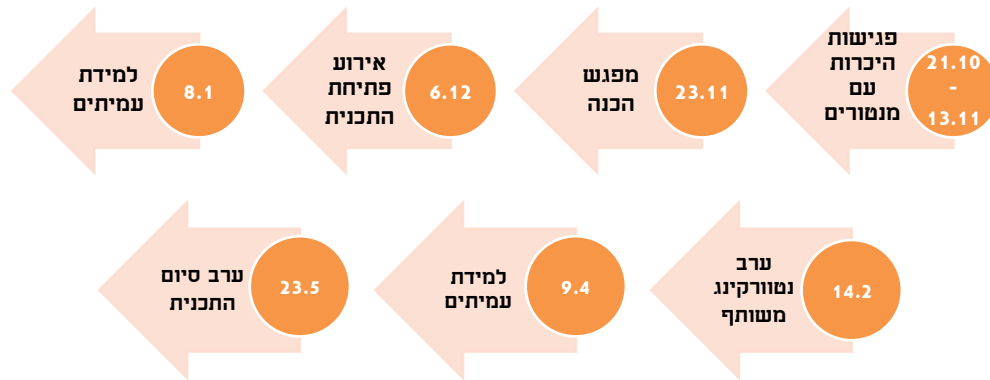 פגישות
היכרות
עם
מנטורים
21.10
-
13.11
מפגש
הכנה
23.11
אירוע
פתיחת
התכנית
6.12
למידת
עמיתים
8.1
ערב
נטוורקינג
משותף
14.2
למידת
עמיתים
9.4
ערב סיום
התכנית
23.5